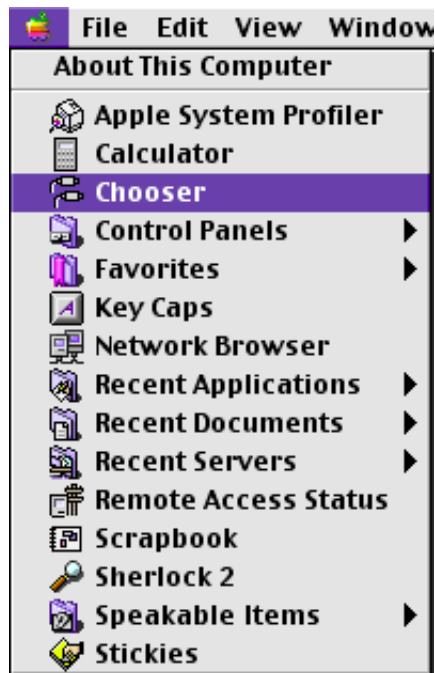 File Edit View Window
About This Computer
Apple System Profiler
Calculator
Chooser
Control Panels
Favorites
Key Caps
Network Browser
Recent Applications
Recent Documents
Recent Servers
Remote Access Status
Scrapbook
Sherlock 2
Speakable Items
Stickies